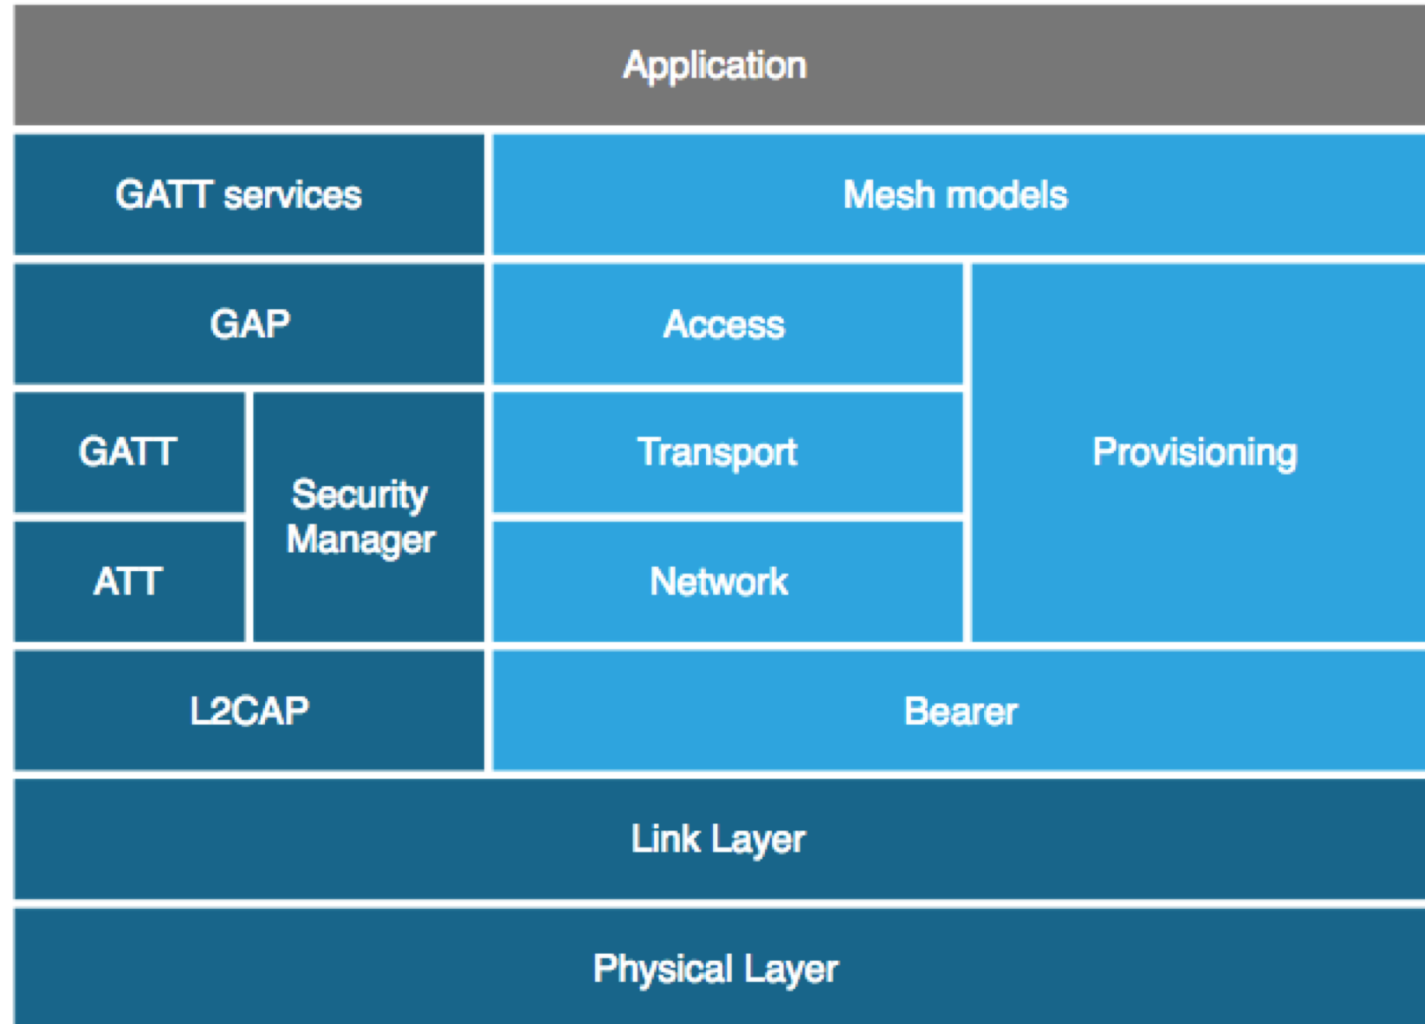 Application
GATT services
Mesh models
GAP
Access
GATT
Security
Manager
Transport
Provisioning
ATT
Network
L2CAP
Bearer
Link Layer
Physical Layer